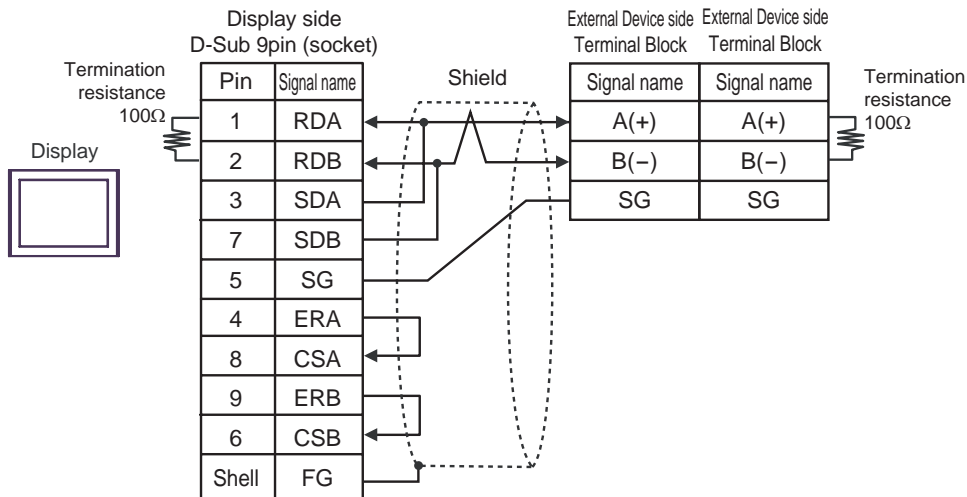 Display side
D-Sub 9pin (socket)
External Device side
Terminal Block
External Device side
Terminal Block
Termination
resistance
100Ω
Shield
Termination
resistance
100Ω
Display
Pin Signal name
1 RDA
2 RDB
3 SDA
7 SDB
5 SG
4 ERA
8 CSA
9 ERB
6 CSB
Shell FG
Signal name Signal name
A(+) A(+)
B(−) B(−)
SG SG